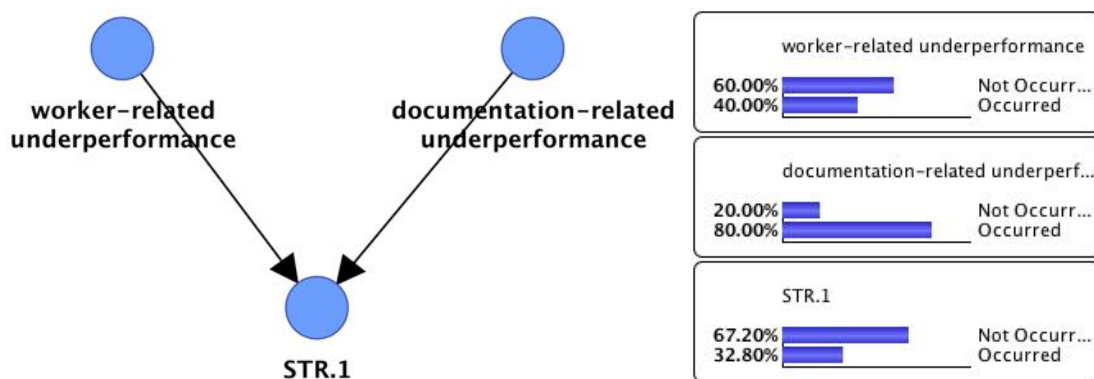 worker-related
underperformance
documentation-related
underperformance
STR.1
worker-related underperformance
60.00% Not Occurr...
40.00% Occurred
documentation-related underperf...
20.00% Not Occurr...
80.00% Occurred
STR.1
67.20% Not Occurr...
32.80% Occurred